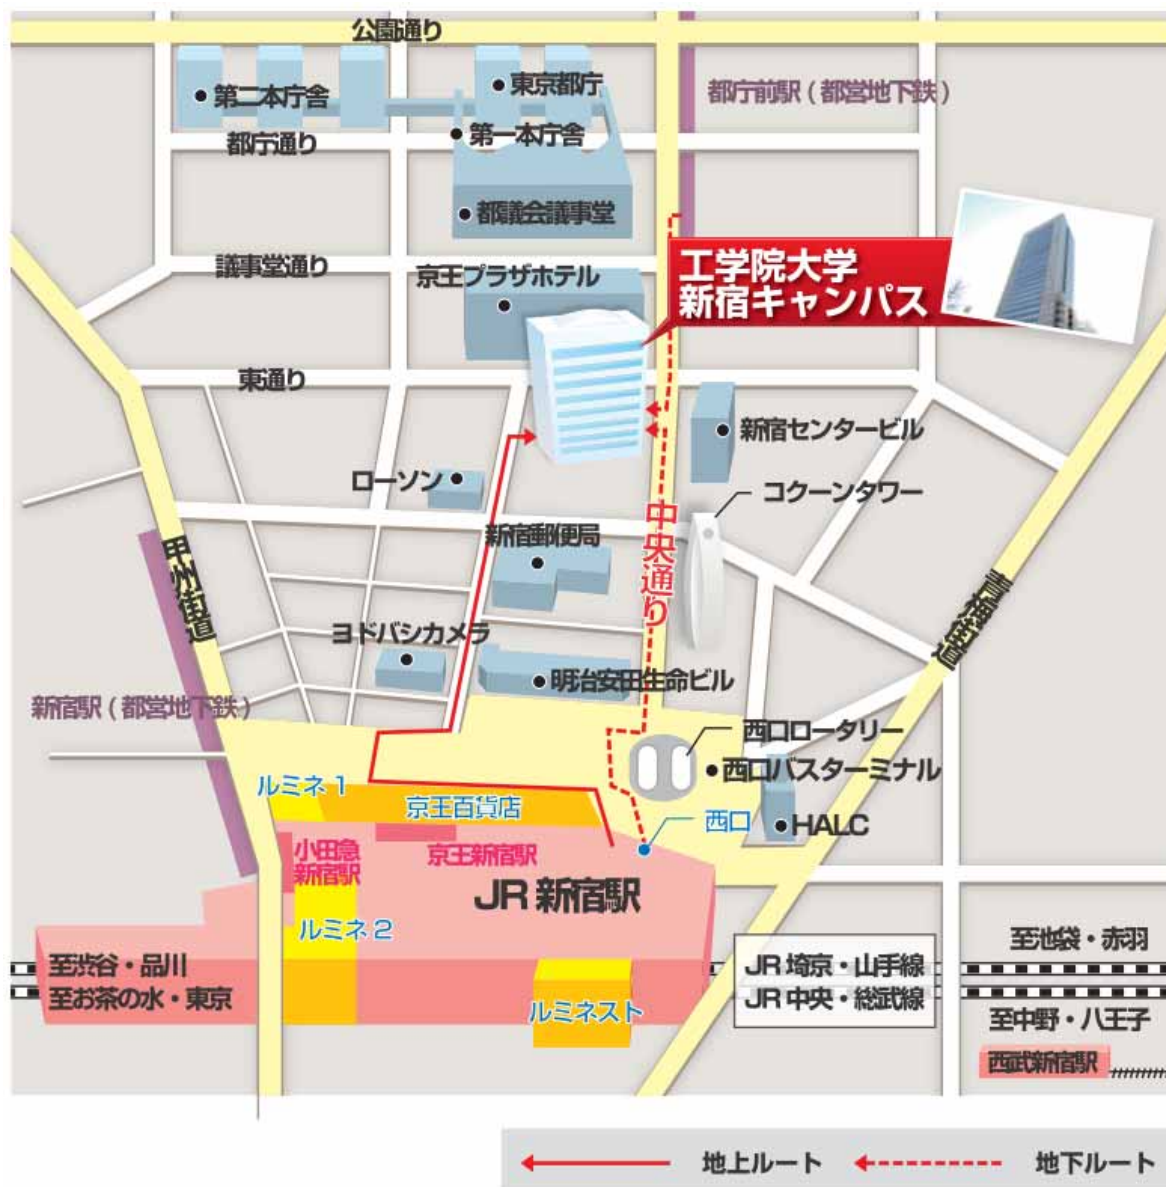 公園通り
東京都庁
都庁前駅（都営地下鉄）
第二本庁舎
第一本庁舎
都庁通り
都議会議事堂
議事堂通り
京王プラザホテル
工学院大学
新宿キャンパス
東通り
新宿センタービル
ローソン
コクーンタワー
中央通り
新宿郵便局
甲州街道
青梅街道
ヨドバシカメラ
明治安田生命ビル
新宿駅（都営地下鉄）
西口ロータリー
西口バスターミナル
ルミネ1
京王百貨店
西口
HALC
小田急
新宿駅
京王新宿駅
JR 新宿駅
ルミネ2
至渋谷・品川
至お茶の水・東京
JR 埼京・山手線
JR 中央・総武線
至池袋・赤羽
ルミネスト
至中野・八王子
西武新宿駅
地上ルート
地下ルート